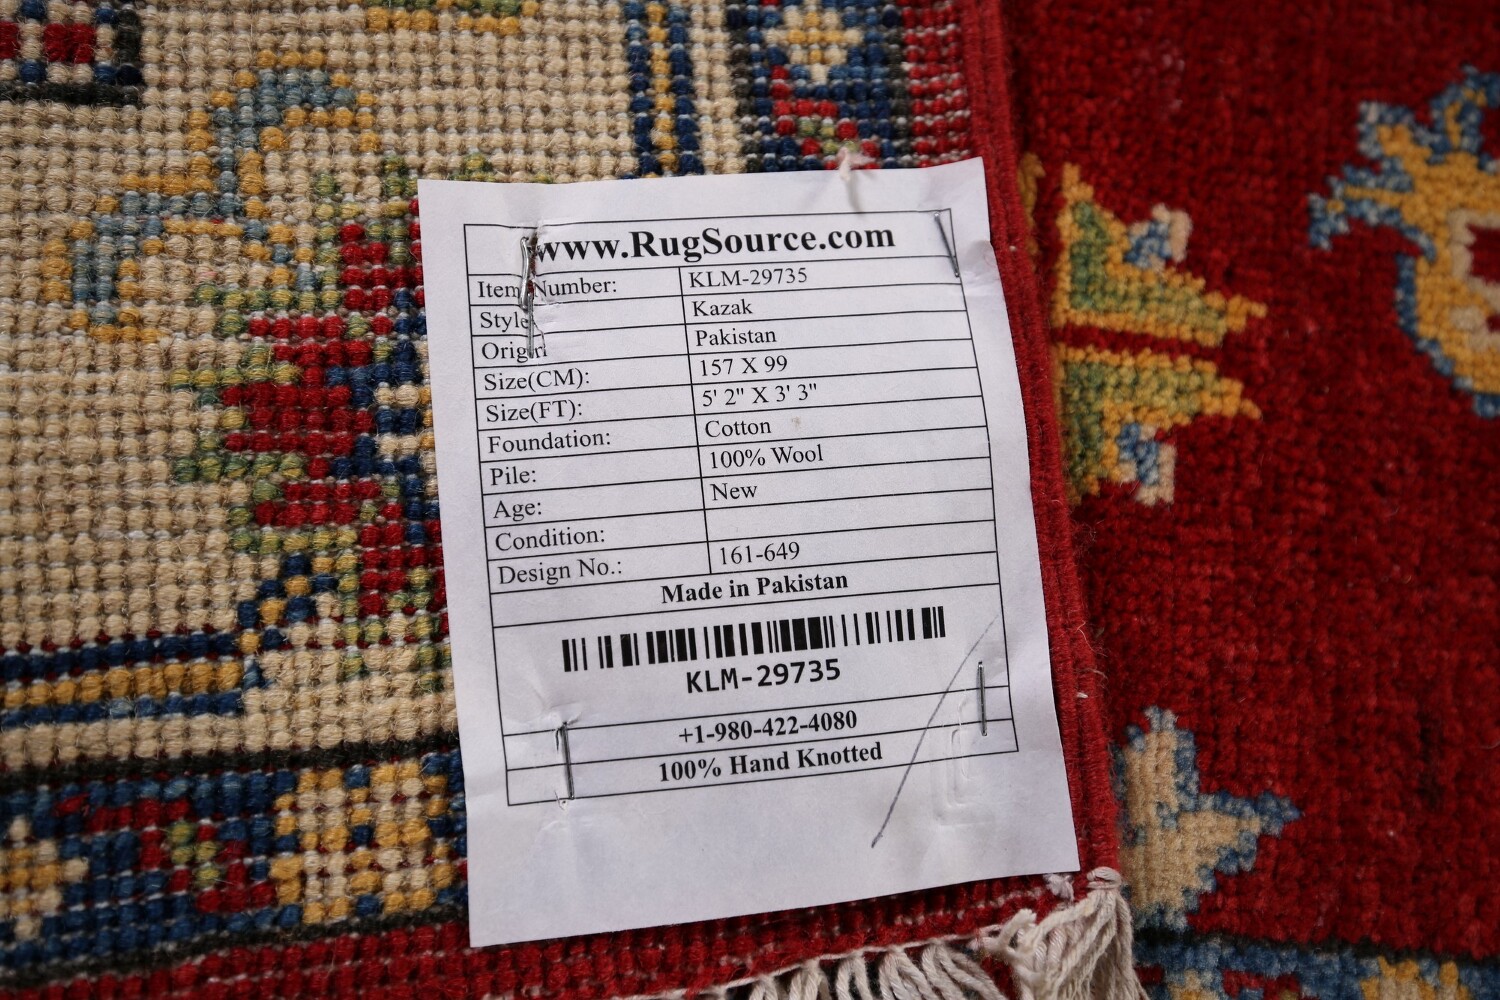 www.RugSource.com
Item Number: KLM-29735
Style Kazak
Origin Pakistan
Size(CM): 157 X 99
Size(FT): 5' 2" X 3' 3"
Foundation: Cotton
Pile: 100% Wool
Age: New
Condition:
Design No.: 161-649
Made in Pakistan
KLM-29735
+1-980-422-4080
100% Hand Knotted